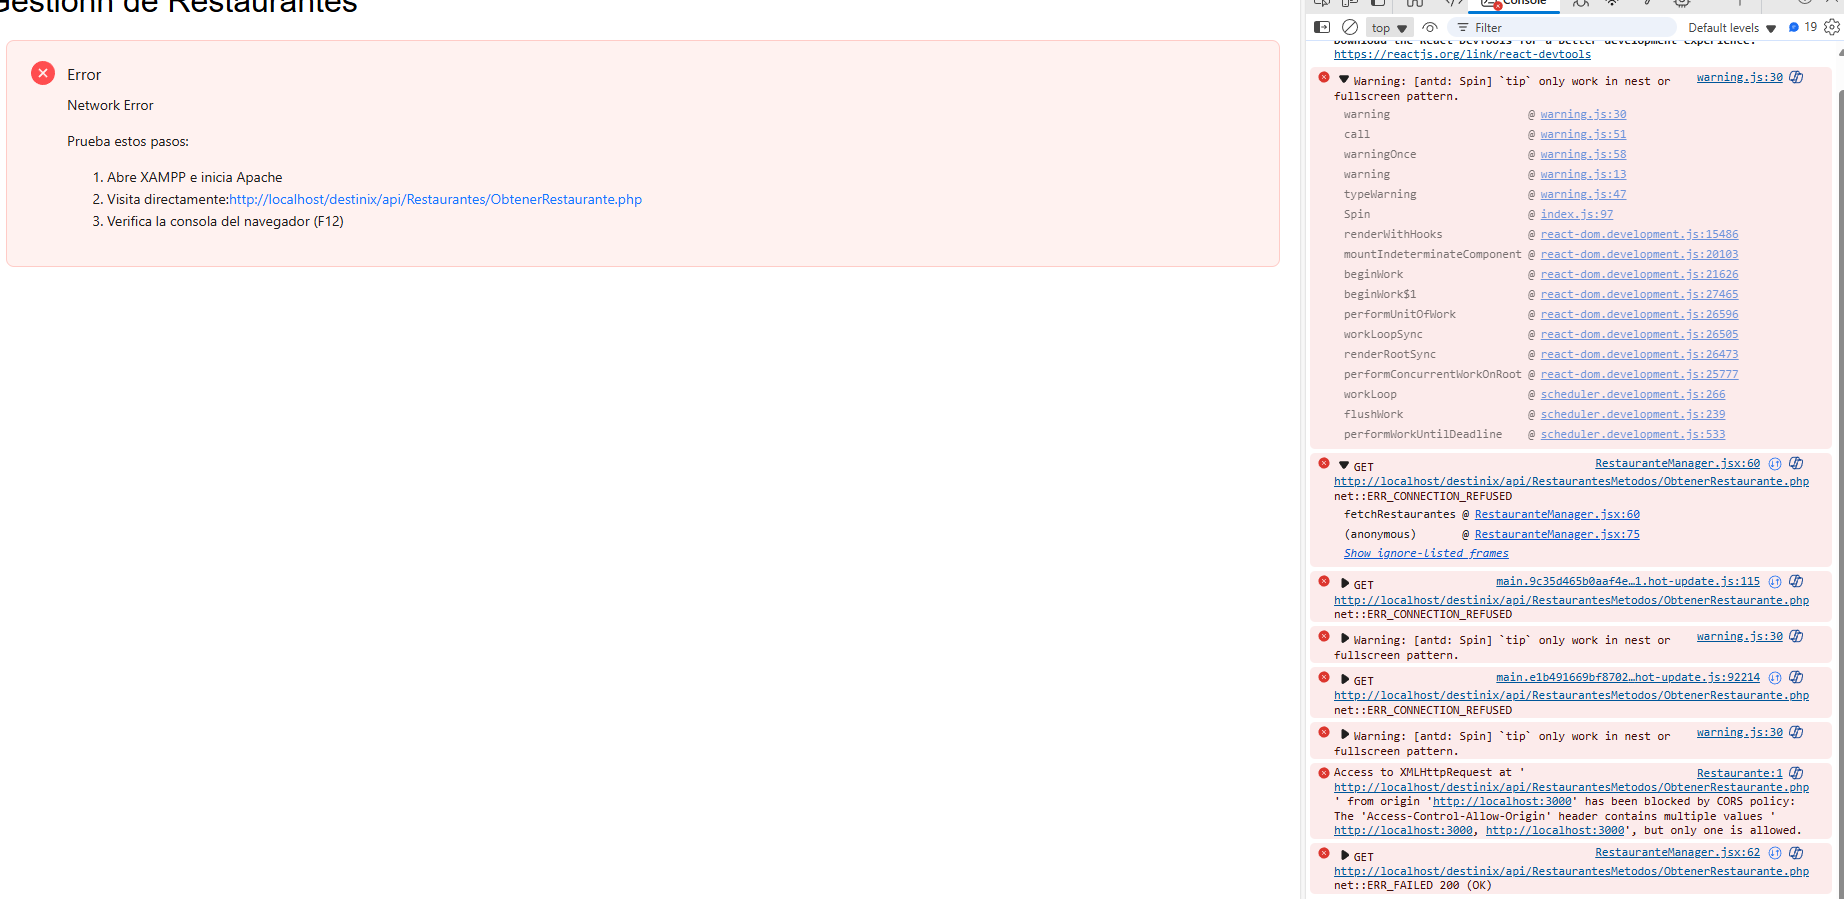 Gestionn de Restaurantes
Error
Network Error
Prueba estos pasos:
1. Abre XAMPP e inicia Apache
2. Visita directamente:http://localhost/destinix/api/Restaurantes/ObtenerRestaurante.php
3. Verifica la consola del navegador (F12)
Console
top
Filter
Default levels
19
Download the React DevTools for a better development experience:
https://reactjs.org/link/react-devtools
Warning: [antd: Spin] `tip` only work in nest or warning.js:30
fullscreen pattern.
warning @ warning.js:30
call @ warning.js:51
warningOnce @ warning.js:58
warning @ warning.js:13
typeWarning @ warning.js:47
Spin @ index.js:97
renderWithHooks @ react-dom.development.js:15486
mountIndeterminateComponent @ react-dom.development.js:20103
beginWork @ react-dom.development.js:21626
beginWork$1 @ react-dom.development.js:27465
performUnitOfWork @ react-dom.development.js:26596
workLoopSync @ react-dom.development.js:26505
renderRootSync @ react-dom.development.js:26473
performConcurrentWorkOnRoot @ react-dom.development.js:25777
workLoop @ scheduler.development.js:266
flushWork @ scheduler.development.js:239
performWorkUntilDeadline @ scheduler.development.js:533
GET RestauranteManager.jsx:60
http://localhost/destinix/api/RestaurantesMetodos/ObtenerRestaurante.php
net::ERR_CONNECTION_REFUSED
fetchRestaurantes @ RestauranteManager.jsx:60
(anonymous) @ RestauranteManager.jsx:75
Show ignore-listed frames
GET main.9c35d465b0aaf4e…1.hot-update.js:115
http://localhost/destinix/api/RestaurantesMetodos/ObtenerRestaurante.php
net::ERR_CONNECTION_REFUSED
Warning: [antd: Spin] `tip` only work in nest or warning.js:30
fullscreen pattern.
GET main.e1b491669bf8702…hot-update.js:92214
http://localhost/destinix/api/RestaurantesMetodos/ObtenerRestaurante.php
net::ERR_CONNECTION_REFUSED
Warning: [antd: Spin] `tip` only work in nest or warning.js:30
fullscreen pattern.
Access to XMLHttpRequest at ' Restaurante:1
http://localhost/destinix/api/RestaurantesMetodos/ObtenerRestaurante.php
' from origin 'http://localhost:3000' has been blocked by CORS policy:
The 'Access-Control-Allow-Origin' header contains multiple values '
http://localhost:3000, http://localhost:3000', but only one is allowed.
GET RestauranteManager.jsx:62
http://localhost/destinix/api/RestaurantesMetodos/ObtenerRestaurante.php
net::ERR_FAILED 200 (OK)